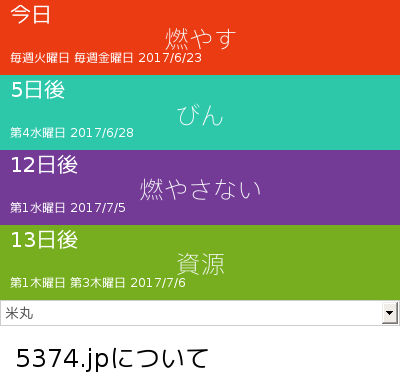 今日
燃やす
毎週火曜日 毎週金曜日 2017/6/23
5日後
びん
第4水曜日 2017/6/28
12日後
燃やさない
第1水曜日 2017/7/5
13日後
資源
第1木曜日 第3木曜日 2017/7/6
米丸
5374.jpについて